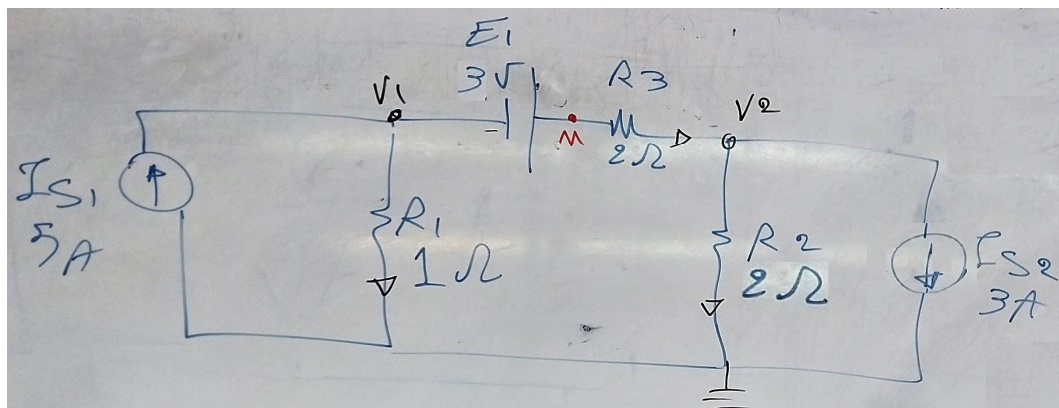 E1
3V
R3
V1
V2
-
M
2Ω
IS1
5A
R1
1Ω
R2
2Ω
IS2
3A